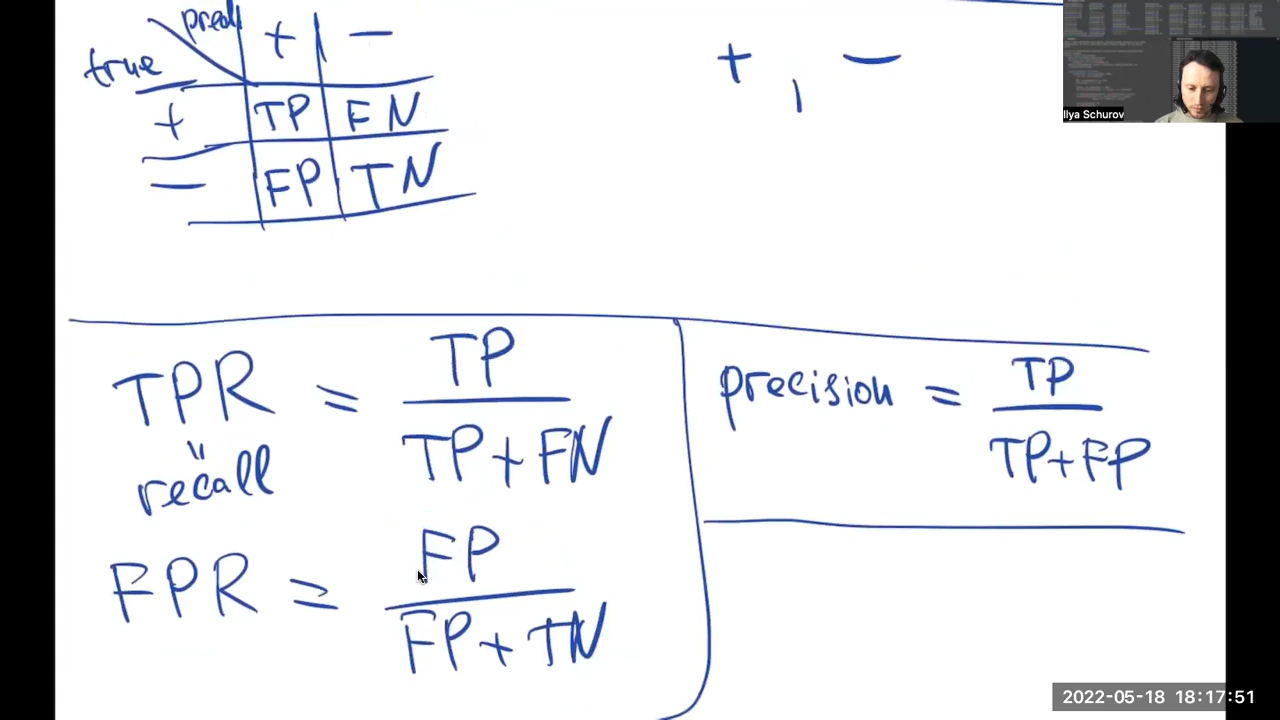 pred
true
+ −
+ TP FN
− FP TN
+ , −
TPR = TP / TP+FN
"
recall
FPR = FP / FP+TN
precision = TP / TP+FP
Ilya Schurov
2022-05-18 18:17:51